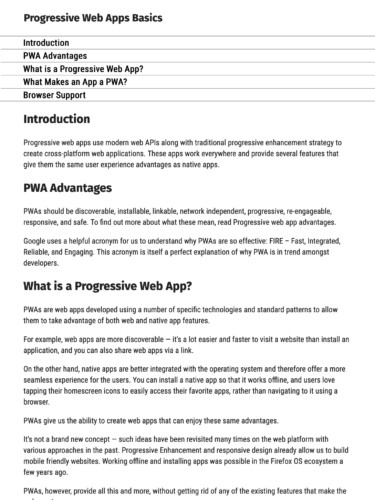 Progressive Web Apps Basics
Introduction
PWA Advantages
What is a Progressive Web App?
What Makes an App a PWA?
Browser Support
Introduction
Progressive web apps use modern web APIs along with traditional progressive enhancement strategy to
create cross-platform web applications. These apps work everywhere and provide several features that
give them the same user experience advantages as native apps.
PWA Advantages
PWAs should be discoverable, installable, linkable, network independent, progressive, re-engageable,
responsive, and safe. To find out more about what these mean, read Progressive web app advantages.
Google uses a helpful acronym for us to understand why PWAs are so effective: FIRE – Fast, Integrated,
Reliable, and Engaging. This acronym is itself a perfect explanation of why PWA is in trend amongst
developers.
What is a Progressive Web App?
PWAs are web apps developed using a number of specific technologies and standard patterns to allow
them to take advantage of both web and native app features.
For example, web apps are more discoverable — it's a lot easier and faster to visit a website than install an
application, and you can also share web apps via a link.
On the other hand, native apps are better integrated with the operating system and therefore offer a more
seamless experience for the users. You can install a native app so that it works offline, and users love
tapping their homescreen icons to easily access their favorite apps, rather than navigating to it using a
browser.
PWAs give us the ability to create web apps that can enjoy these same advantages.
It's not a brand new concept — such ideas have been revisited many times on the web platform with
various approaches in the past. Progressive Enhancement and responsive design already allow us to build
mobile friendly websites. Working offline and installing apps was possible in the Firefox OS ecosystem a
few years ago.
PWAs, however, provide all this and more, without getting rid of any of the existing features that make the